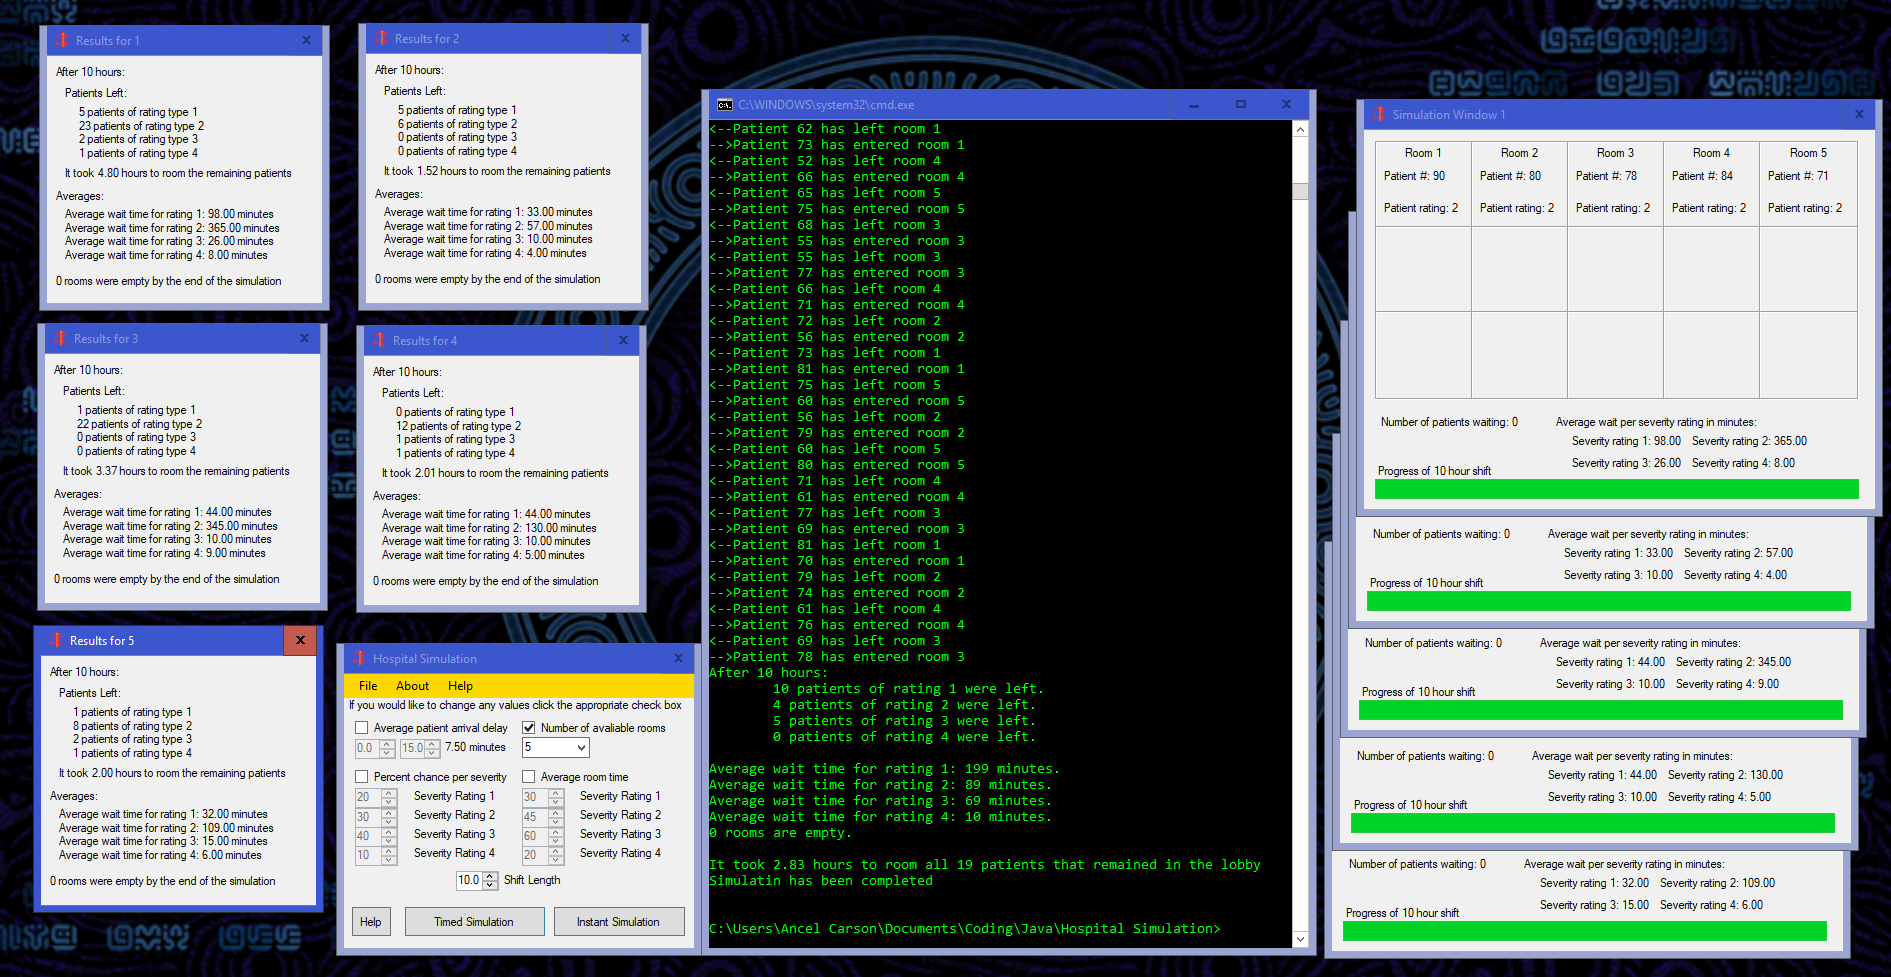 Results for 1
After 10 hours:
Patients Left:
5 patients of rating type 1
23 patients of rating type 2
2 patients of rating type 3
1 patients of rating type 4
It took 4.80 hours to room the remaining patients
Averages:
Average wait time for rating 1: 98.00 minutes
Average wait time for rating 2: 365.00 minutes
Average wait time for rating 3: 26.00 minutes
Average wait time for rating 4: 8.00 minutes
0 rooms were empty by the end of the simulation
Results for 2
After 10 hours:
Patients Left:
5 patients of rating type 1
6 patients of rating type 2
0 patients of rating type 3
0 patients of rating type 4
It took 1.52 hours to room the remaining patients
Averages:
Average wait time for rating 1: 33.00 minutes
Average wait time for rating 2: 57.00 minutes
Average wait time for rating 3: 10.00 minutes
Average wait time for rating 4: 4.00 minutes
0 rooms were empty by the end of the simulation
Results for 3
After 10 hours:
Patients Left:
1 patients of rating type 1
22 patients of rating type 2
0 patients of rating type 3
0 patients of rating type 4
It took 3.37 hours to room the remaining patients
Averages:
Average wait time for rating 1: 44.00 minutes
Average wait time for rating 2: 345.00 minutes
Average wait time for rating 3: 10.00 minutes
Average wait time for rating 4: 9.00 minutes
0 rooms were empty by the end of the simulation
Results for 4
After 10 hours:
Patients Left:
0 patients of rating type 1
12 patients of rating type 2
1 patients of rating type 3
1 patients of rating type 4
It took 2.01 hours to room the remaining patients
Averages:
Average wait time for rating 1: 44.00 minutes
Average wait time for rating 2: 130.00 minutes
Average wait time for rating 3: 10.00 minutes
Average wait time for rating 4: 5.00 minutes
0 rooms were empty by the end of the simulation
Results for 5
After 10 hours:
Patients Left:
1 patients of rating type 1
8 patients of rating type 2
2 patients of rating type 3
1 patients of rating type 4
It took 2.00 hours to room the remaining patients
Averages:
Average wait time for rating 1: 32.00 minutes
Average wait time for rating 2: 109.00 minutes
Average wait time for rating 3: 15.00 minutes
Average wait time for rating 4: 6.00 minutes
0 rooms were empty by the end of the simulation
Hospital Simulation
File About Help
If you would like to change any values click the appropriate check box
Average patient arrival delay Number of avaliable rooms
0.0 15.0 7.50 minutes 5
Percent chance per severity Average room time
20 Severity Rating 1 30 Severity Rating 1
30 Severity Rating 2 45 Severity Rating 2
40 Severity Rating 3 60 Severity Rating 3
10 Severity Rating 4 20 Severity Rating 4
10.0 Shift Length
Help Timed Simulation Instant Simulation
C:\WINDOWS\system32\cmd.exe
<--Patient 62 has left room 1
-->Patient 73 has entered room 1
<--Patient 52 has left room 4
-->Patient 66 has entered room 4
<--Patient 65 has left room 5
-->Patient 75 has entered room 5
<--Patient 68 has left room 3
-->Patient 55 has entered room 3
<--Patient 55 has left room 3
-->Patient 77 has entered room 3
<--Patient 66 has left room 4
-->Patient 71 has entered room 4
<--Patient 72 has left room 2
-->Patient 56 has entered room 2
<--Patient 73 has left room 1
-->Patient 81 has entered room 1
<--Patient 75 has left room 5
-->Patient 60 has entered room 5
<--Patient 56 has left room 2
-->Patient 79 has entered room 2
<--Patient 60 has left room 5
-->Patient 80 has entered room 5
<--Patient 71 has left room 4
-->Patient 61 has entered room 4
<--Patient 77 has left room 3
-->Patient 69 has entered room 3
<--Patient 81 has left room 1
-->Patient 70 has entered room 1
<--Patient 79 has left room 2
-->Patient 74 has entered room 2
<--Patient 61 has left room 4
-->Patient 76 has entered room 4
<--Patient 69 has left room 3
-->Patient 78 has entered room 3
After 10 hours:
10 patients of rating 1 were left.
4 patients of rating 2 were left.
5 patients of rating 3 were left.
0 patients of rating 4 were left.
Average wait time for rating 1: 199 minutes.
Average wait time for rating 2: 89 minutes.
Average wait time for rating 3: 69 minutes.
Average wait time for rating 4: 10 minutes.
0 rooms are empty.
It took 2.83 hours to room all 19 patients that remained in the lobby
Simulatin has been completed
C:\Users\Ancel Carson\Documents\Coding\Java\Hospital Simulation>
Simulation Window 1
Room 1 Room 2 Room 3 Room 4 Room 5
Patient #: 90 Patient #: 80 Patient #: 78 Patient #: 84 Patient #: 71
Patient rating: 2 Patient rating: 2 Patient rating: 2 Patient rating: 2 Patient rating: 2
Number of patients waiting: 0 Average wait per severity rating in minutes:
Severity rating 1: 98.00 Severity rating 2: 365.00
Severity rating 3: 26.00 Severity rating 4: 8.00
Progress of 10 hour shift
Number of patients waiting: 0 Average wait per severity rating in minutes:
Severity rating 1: 33.00 Severity rating 2: 57.00
Severity rating 3: 10.00 Severity rating 4: 4.00
Progress of 10 hour shift
Number of patients waiting: 0 Average wait per severity rating in minutes:
Severity rating 1: 44.00 Severity rating 2: 345.00
Severity rating 3: 10.00 Severity rating 4: 9.00
Progress of 10 hour shift
Number of patients waiting: 0 Average wait per severity rating in minutes:
Severity rating 1: 44.00 Severity rating 2: 130.00
Severity rating 3: 10.00 Severity rating 4: 5.00
Progress of 10 hour shift
Number of patients waiting: 0 Average wait per severity rating in minutes:
Severity rating 1: 32.00 Severity rating 2: 109.00
Severity rating 3: 15.00 Severity rating 4: 6.00
Progress of 10 hour shift